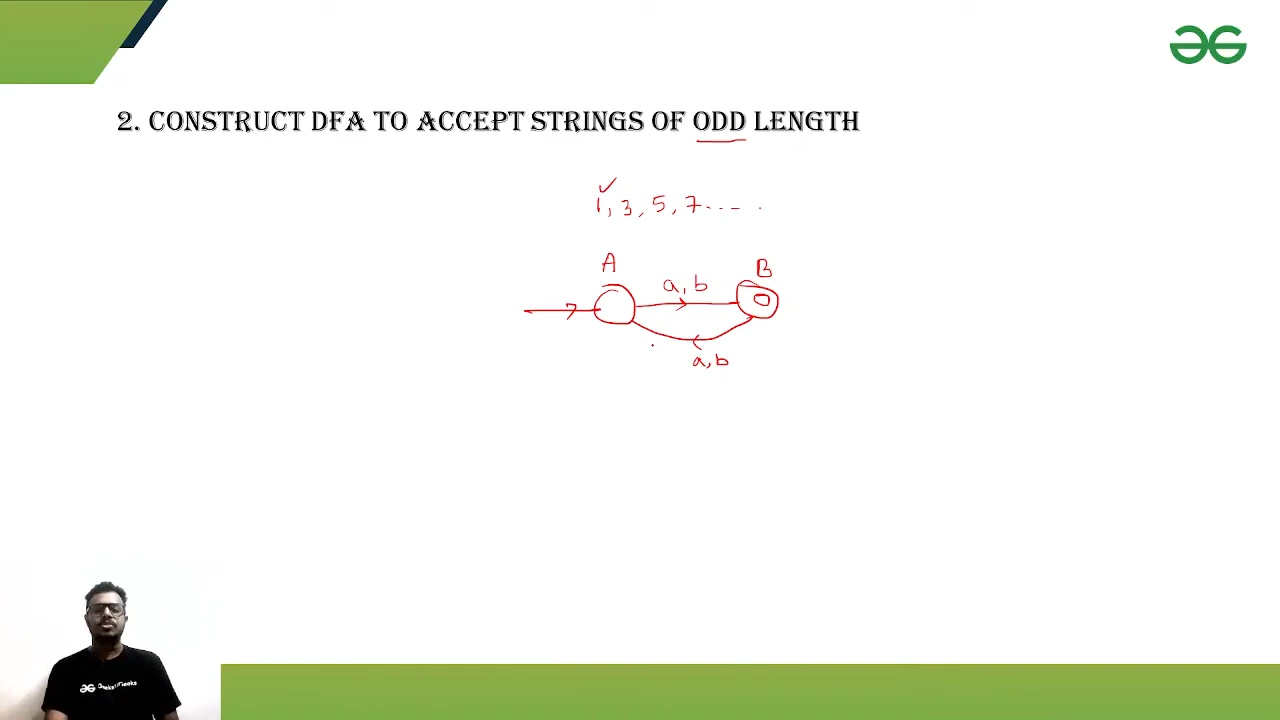 2. CONSTRUCT DFA TO ACCEPT STRINGS OF ODD LENGTH
1, 3, 5, 7.......
A
B
a, b
a, b